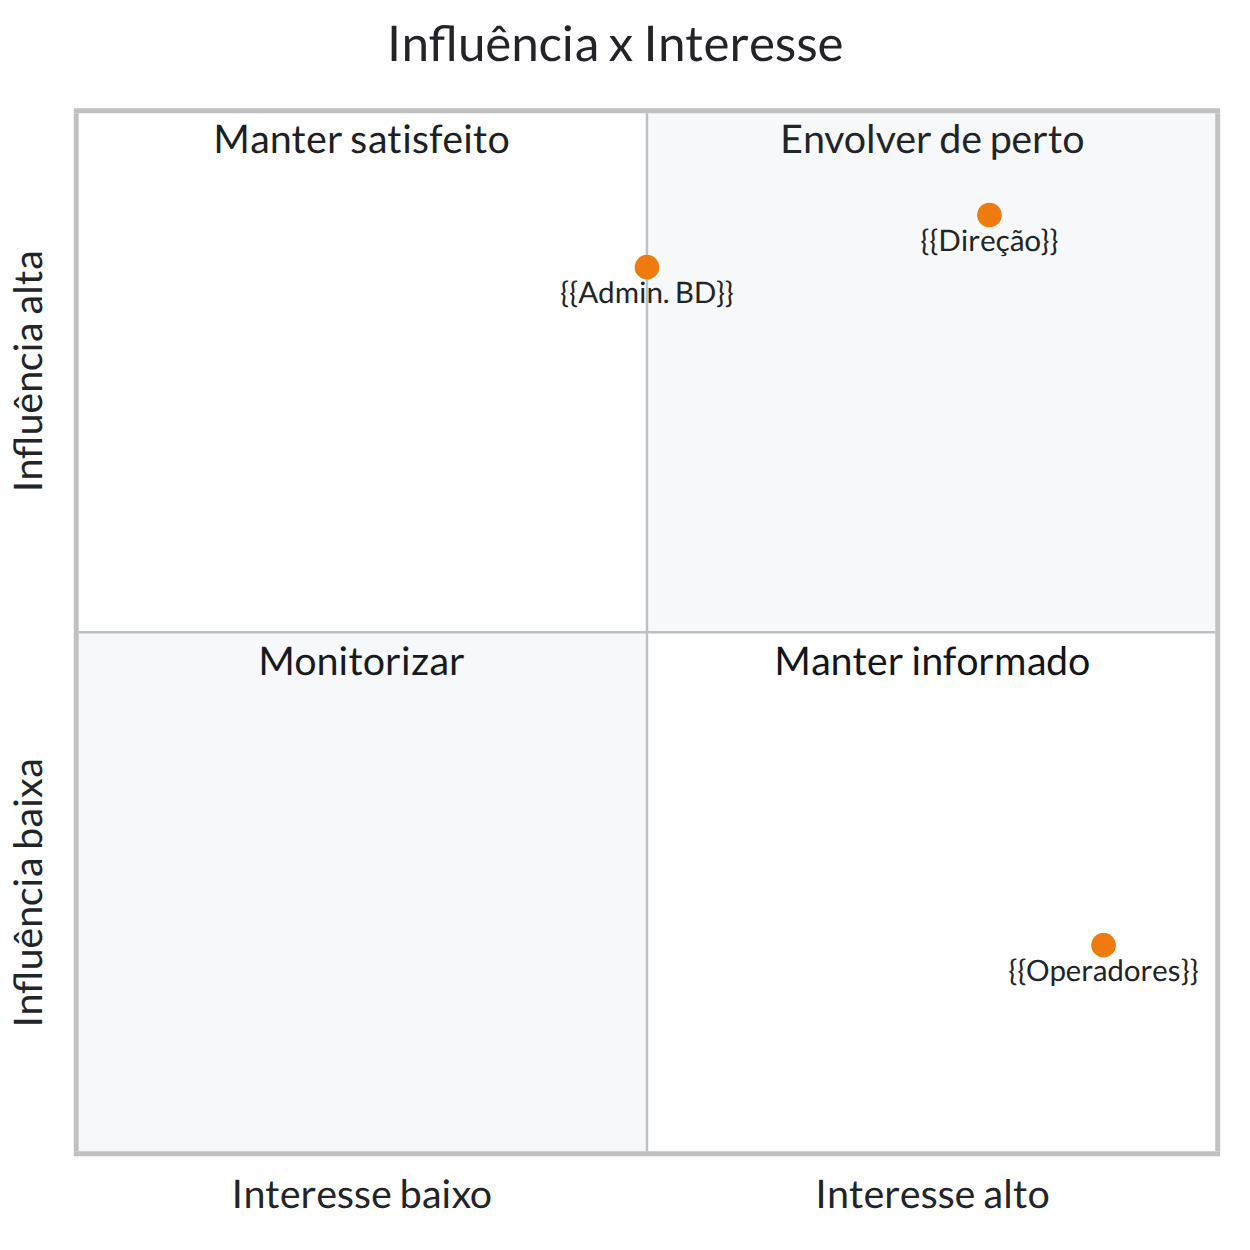 Influência x Interesse
Manter satisfeito
Envolver de perto
{{Direção}}
{{Admin. BD}}
Influência alta
Monitorizar
Manter informado
{{Operadores}}
Influência baixa
Interesse baixo
Interesse alto